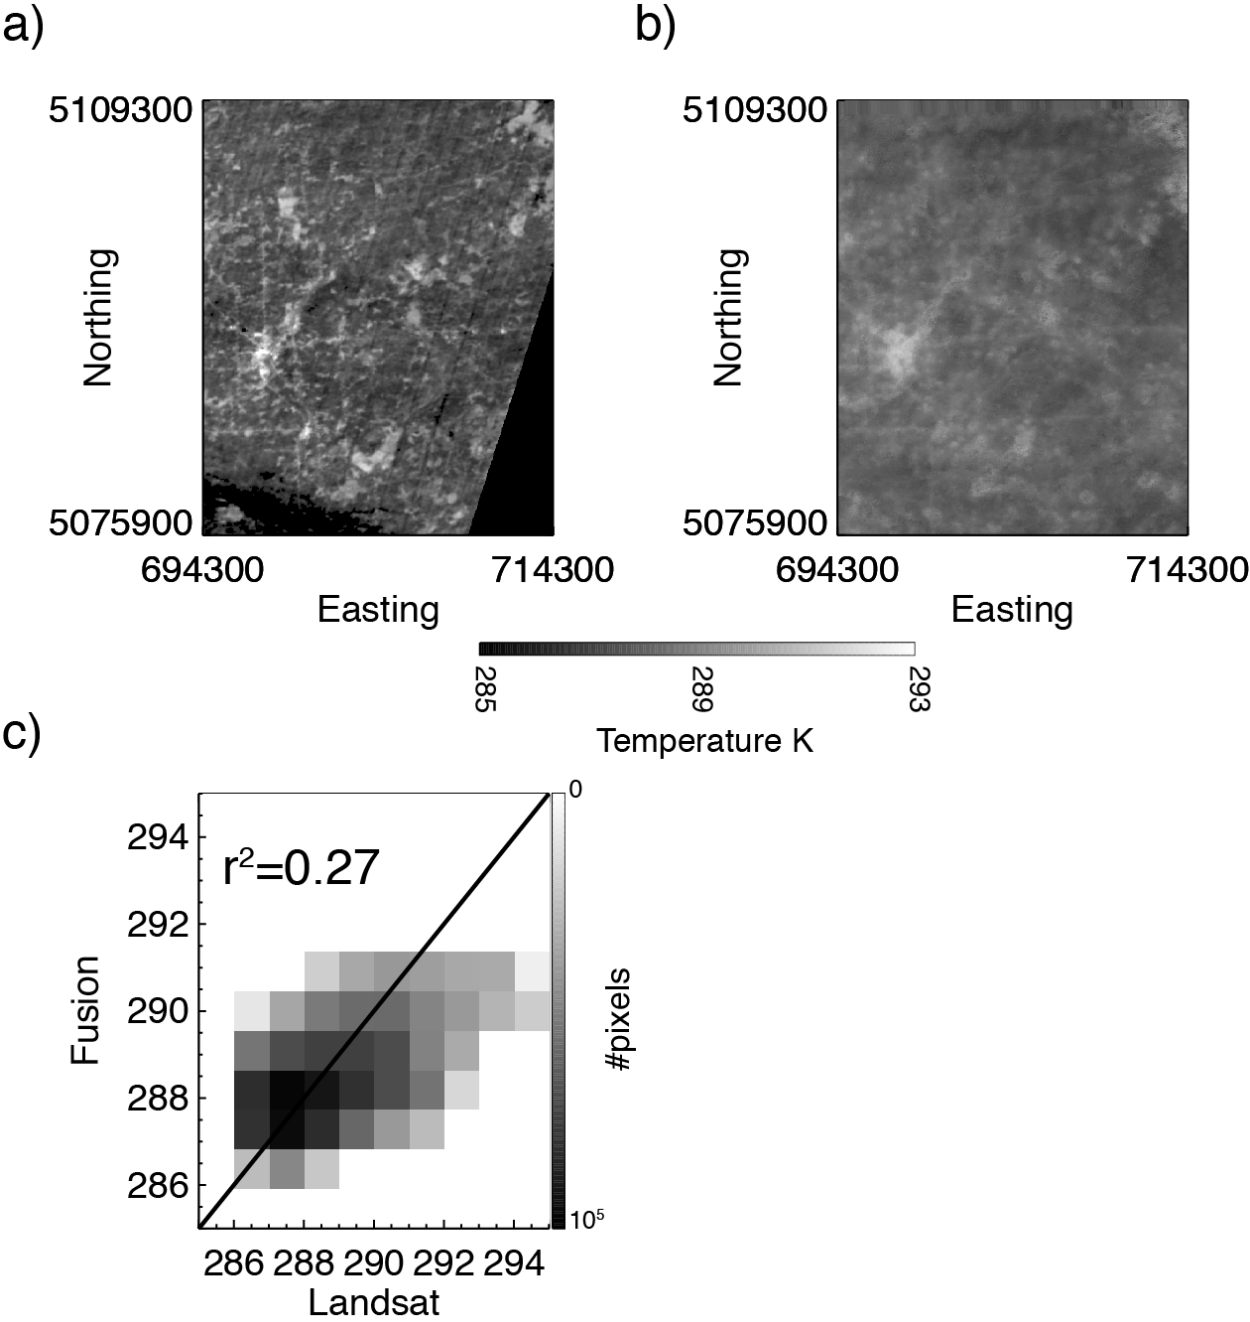 a)
5109300
Northing
5075900
694300 714300
Easting
b)
5109300
Northing
5075900
694300 714300
Easting
285 289 293
Temperature K
c)
294
292
290
288
286
Fusion
r²=0.27
286 288 290 292 294
Landsat
0
#pixels
10⁵